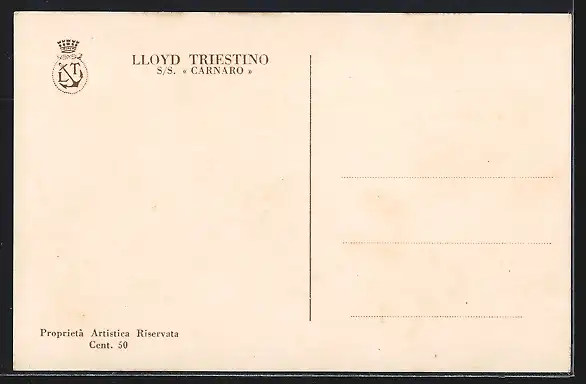 LLOYD TRIESTINO
S/S. « CARNARO »
L T
Proprietà Artistica Riservata
Cent. 50